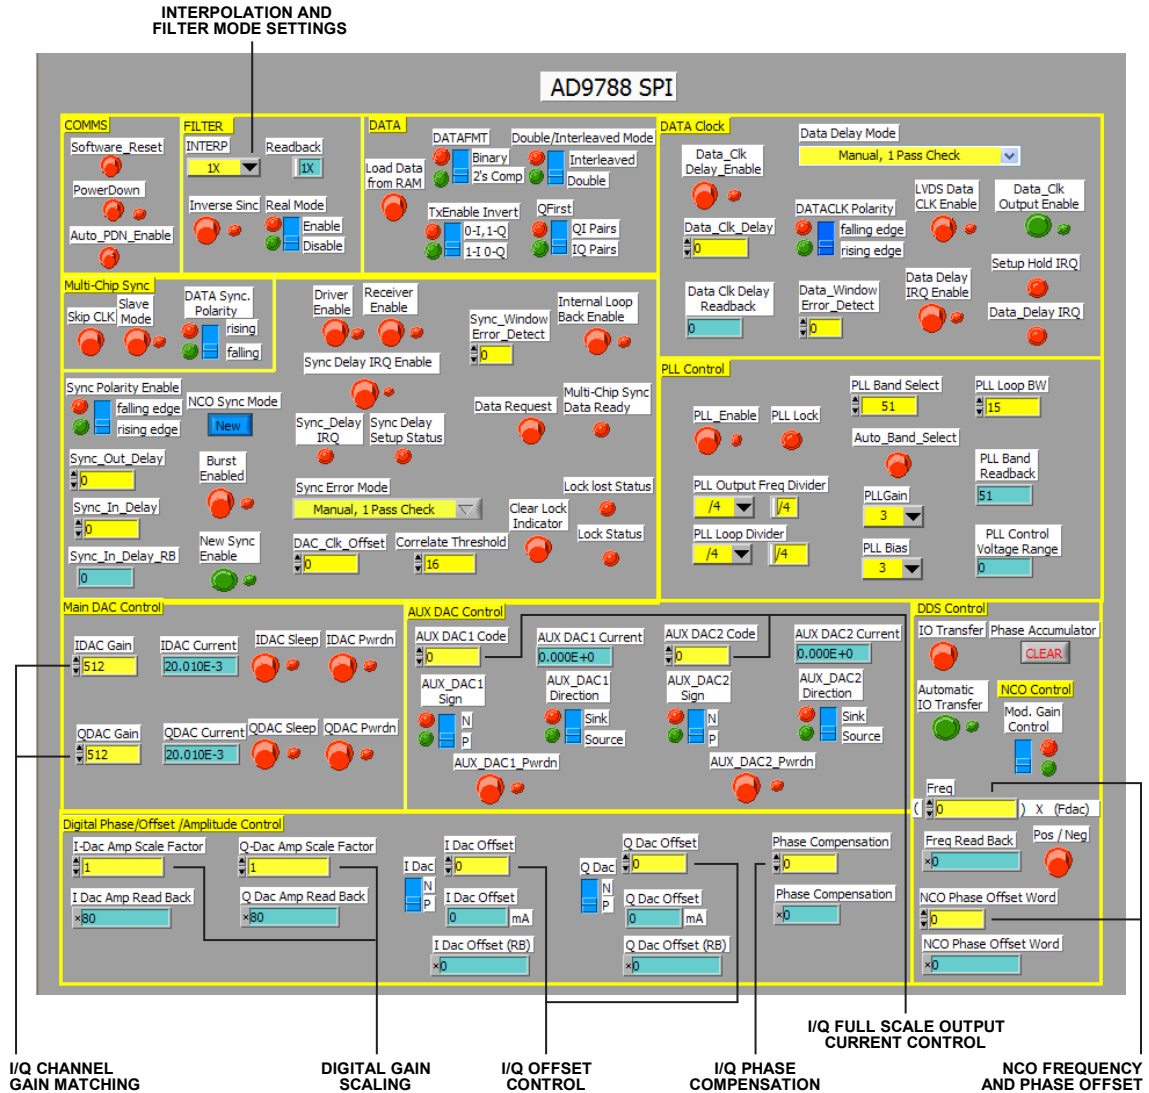 INTERPOLATION AND
FILTER MODE SETTINGS
AD9788 SPI
COMMS
Software_Reset
PowerDown
Auto_PDN_Enable
FILTER
INTERP
1X
Readback
1X
Inverse Sinc
Real Mode
Enable
Disable
DATA
Load Data
from RAM
DATAFMT
Binary
2's Comp
Double/Interleaved Mode
Interleaved
Double
TxEnable Invert
0-I, 1-Q
1-I 0-Q
QFirst
QI Pairs
IQ Pairs
DATA Clock
Data_Clk
Delay_Enable
Data Delay Mode
Manual, 1 Pass Check
Data_Clk_Delay
0
DATACLK Polarity
falling edge
rising edge
LVDS Data
CLK Enable
Data_Clk
Output Enable
Data Clk Delay
Readback
0
Data_Window
Error_Detect
0
Data Delay
IRQ Enable
Setup Hold IRQ
Data_Delay IRQ
Multi-Chip Sync
Skip CLK
Slave
Mode
DATA Sync.
Polarity
rising
falling
Driver
Enable
Receiver
Enable
Sync Delay IRQ Enable
Sync_Window
Error_Detect
0
Internal Loop
Back Enable
Sync Polarity Enable
falling edge
rising edge
NCO Sync Mode
New
Sync_Delay
IRQ
Sync Delay
Setup Status
Data Request
Multi-Chip Sync
Data Ready
Sync_Out_Delay
0
Burst
Enabled
Sync_In_Delay
0
Sync Error Mode
Manual, 1 Pass Check
Clear Lock
Indicator
Lock lost Status
Lock Status
Sync_In_Delay_RB
0
New Sync
Enable
DAC_Clk_Offset
0
Correlate Threshold
16
PLL Control
PLL_Enable
PLL Lock
PLL Band Select
51
PLL Loop BW
15
Auto_Band_Select
PLL Band
Readback
51
PLL Output Freq Divider
/4
/4
PLLGain
3
PLL Loop Divider
/4
/4
PLL Bias
3
PLL Control
Voltage Range
0
Main DAC Control
IDAC Gain
512
IDAC Current
20.010E-3
IDAC Sleep
IDAC Pwrdn
QDAC Gain
512
QDAC Current
20.010E-3
QDAC Sleep
QDAC Pwrdn
AUX DAC Control
AUX DAC1 Code
0
AUX DAC1 Current
0.000E+0
AUX DAC2 Code
0
AUX DAC2 Current
0.000E+0
AUX_DAC1
Sign
N
P
AUX_DAC1
Direction
Sink
Source
AUX_DAC2
Sign
N
P
AUX_DAC2
Direction
Sink
Source
AUX_DAC1_Pwrdn
AUX_DAC2_Pwrdn
DDS Control
IO Transfer
Phase Accumulator
CLEAR
Automatic
IO Transfer
NCO Control
Mod. Gain
Control
Freq
( 0 ) X (Fdac)
Freq Read Back
×0
Pos / Neg
NCO Phase Offset Word
0
NCO Phase Offset Word
×0
Digital Phase/Offset /Amplitude Control
I-Dac Amp Scale Factor
1
Q-Dac Amp Scale Factor
1
I Dac Amp Read Back
×80
Q Dac Amp Read Back
×80
I Dac
N
P
I Dac Offset
0
I Dac Offset
0 mA
I Dac Offset (RB)
×0
Q Dac
N
P
Q Dac Offset
0
Q Dac Offset
0 mA
Q Dac Offset (RB)
×0
Phase Compensation
0
Phase Compensation
×0
I/Q FULL SCALE OUTPUT
CURRENT CONTROL
I/Q CHANNEL
GAIN MATCHING
DIGITAL GAIN
SCALING
I/Q OFFSET
CONTROL
I/Q PHASE
COMPENSATION
NCO FREQUENCY
AND PHASE OFFSET